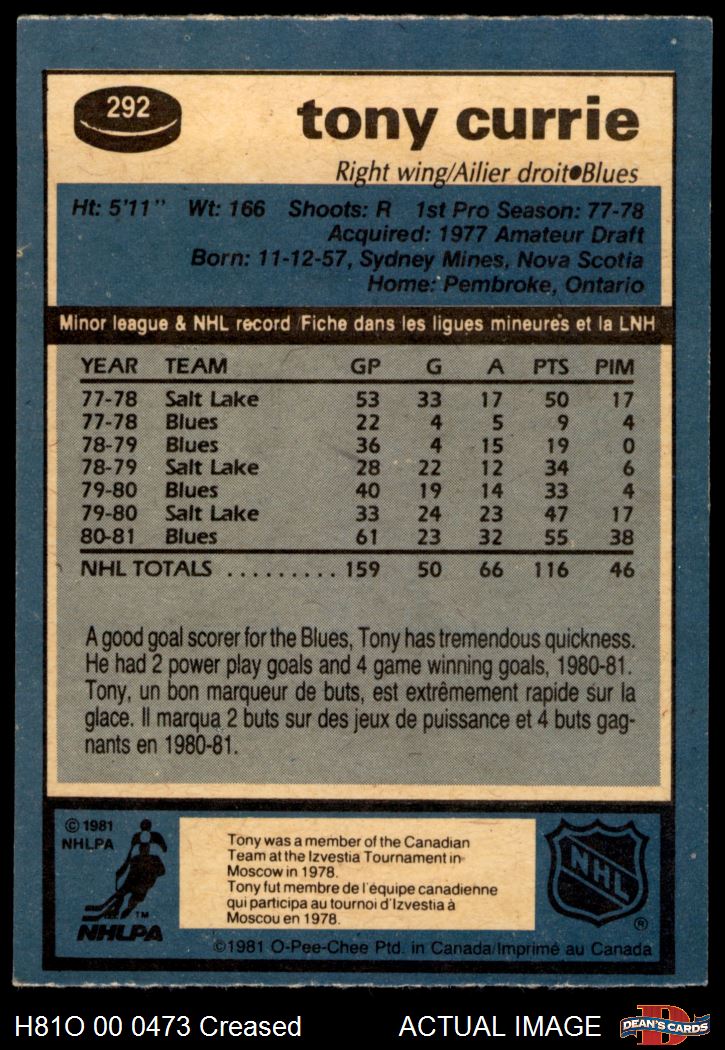 292
tony currie
Right wing/Ailier droit•Blues
Ht: 5'11" Wt: 166 Shoots: R 1st Pro Season: 77-78
Acquired: 1977 Amateur Draft
Born: 11-12-57, Sydney Mines, Nova Scotia
Home: Pembroke, Ontario
Minor league & NHL record/Fiche dans les ligues mineures et la LNH
YEAR TEAM GP G A PTS PIM
77-78 Salt Lake 53 33 17 50 17
77-78 Blues 22 4 5 9 4
78-79 Blues 36 4 15 19 0
78-79 Salt Lake 28 22 12 34 6
79-80 Blues 40 19 14 33 4
79-80 Salt Lake 33 24 23 47 17
80-81 Blues 61 23 32 55 38
NHL TOTALS ......... 159 50 66 116 46
A good goal scorer for the Blues, Tony has tremendous quickness.
He had 2 power play goals and 4 game winning goals, 1980-81.
Tony, un bon marqueur de buts, est extrêmement rapide sur la
glace. Il marqua 2 buts sur des jeux de puissance et 4 buts gag-
nants en 1980-81.
© 1981
NHLPA
TM
NHLPA
Tony was a member of the Canadian
Team at the Izvestia Tournament in
Moscow in 1978.
Tony fut membre de l'équipe canadienne
qui participa au tournoi d'Izvestia à
Moscou en 1978.
NHL
®
©1981 O-Pee-Chee Ptd. in Canada/Imprimé au Canada
H81O 00 0473 Creased
ACTUAL IMAGE
D
DEAN'S CARDS